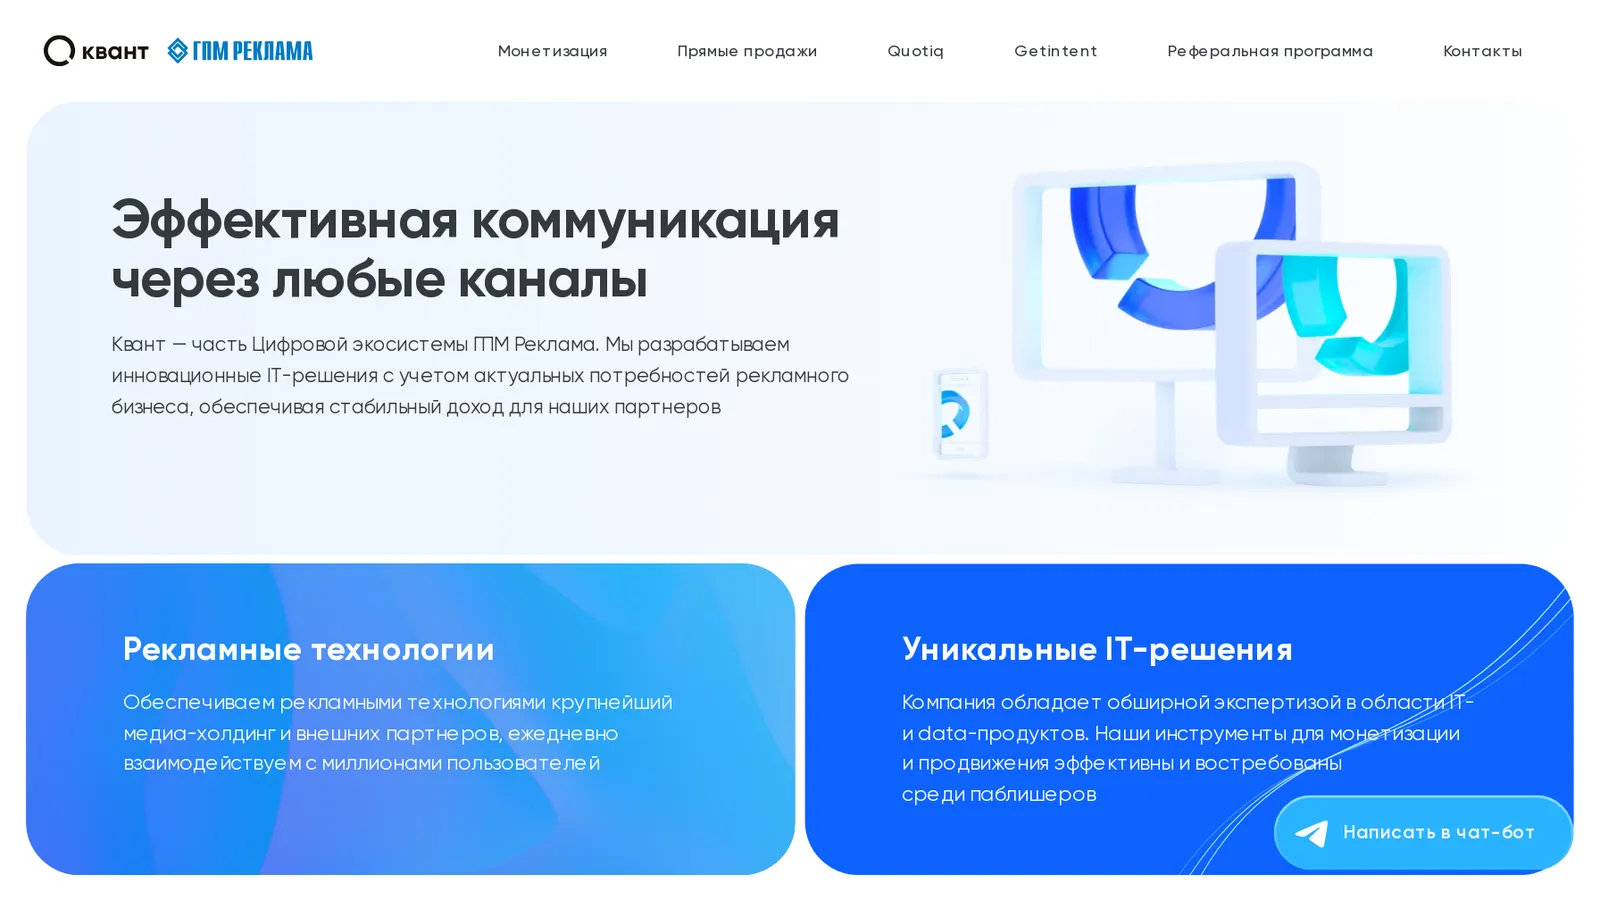 квант ГПМ РЕКЛАМА
Монетизация Прямые продажи Quotiq Getintent Реферальная программа Контакты
Эффективная коммуникация
через любые каналы
Квант — часть Цифровой экосистемы ГПМ Реклама. Мы разрабатываем
инновационные IT-решения с учетом актуальных потребностей рекламного
бизнеса, обеспечивая стабильный доход для наших партнеров
Рекламные технологии
Обеспечиваем рекламными технологиями крупнейший
медиа-холдинг и внешних партнеров, ежедневно
взаимодействуем с миллионами пользователей
Уникальные IT-решения
Компания обладает обширной экспертизой в области IT-
и data-продуктов. Наши инструменты для монетизации
и продвижения эффективны и востребованы
среди паблишеров
Написать в чат-бот